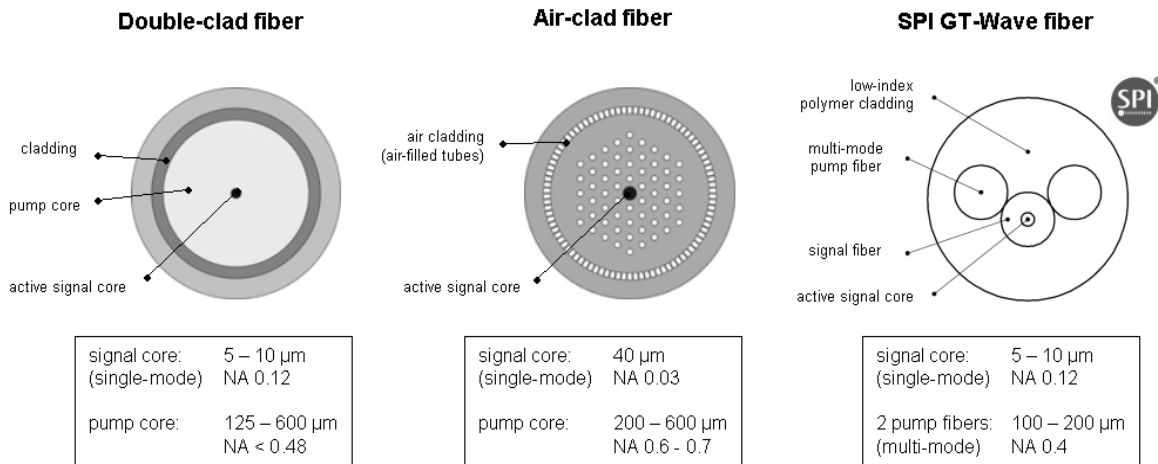 Double-clad fiber
cladding
pump core
active signal core
signal core: 5 – 10 µm
(single-mode) NA 0.12
pump core: 125 – 600 µm
NA < 0.48
Air-clad fiber
air cladding
(air-filled tubes)
active signal core
signal core: 40 µm
(single-mode) NA 0.03
pump core: 200 – 600 µm
NA 0.6 - 0.7
SPI GT-Wave fiber
low-index
polymer cladding
SPI®
multi-mode
pump fiber
signal fiber
active signal core
signal core: 5 – 10 µm
(single-mode) NA 0.12
2 pump fibers: 100 – 200 µm
(multi-mode) NA 0.4